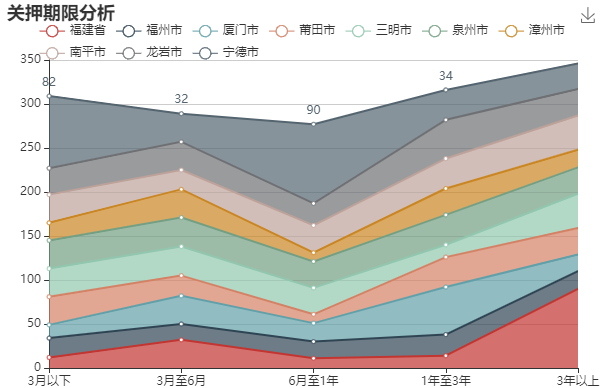 关押期限分析
福建省 福州市 厦门市 莆田市 三明市 泉州市 漳州市
南平市 龙岩市 宁德市
350
300
250
200
150
100
50
0
82 32 90 34
3月以下 3月至6月 6月至1年 1年至3年 3年以上